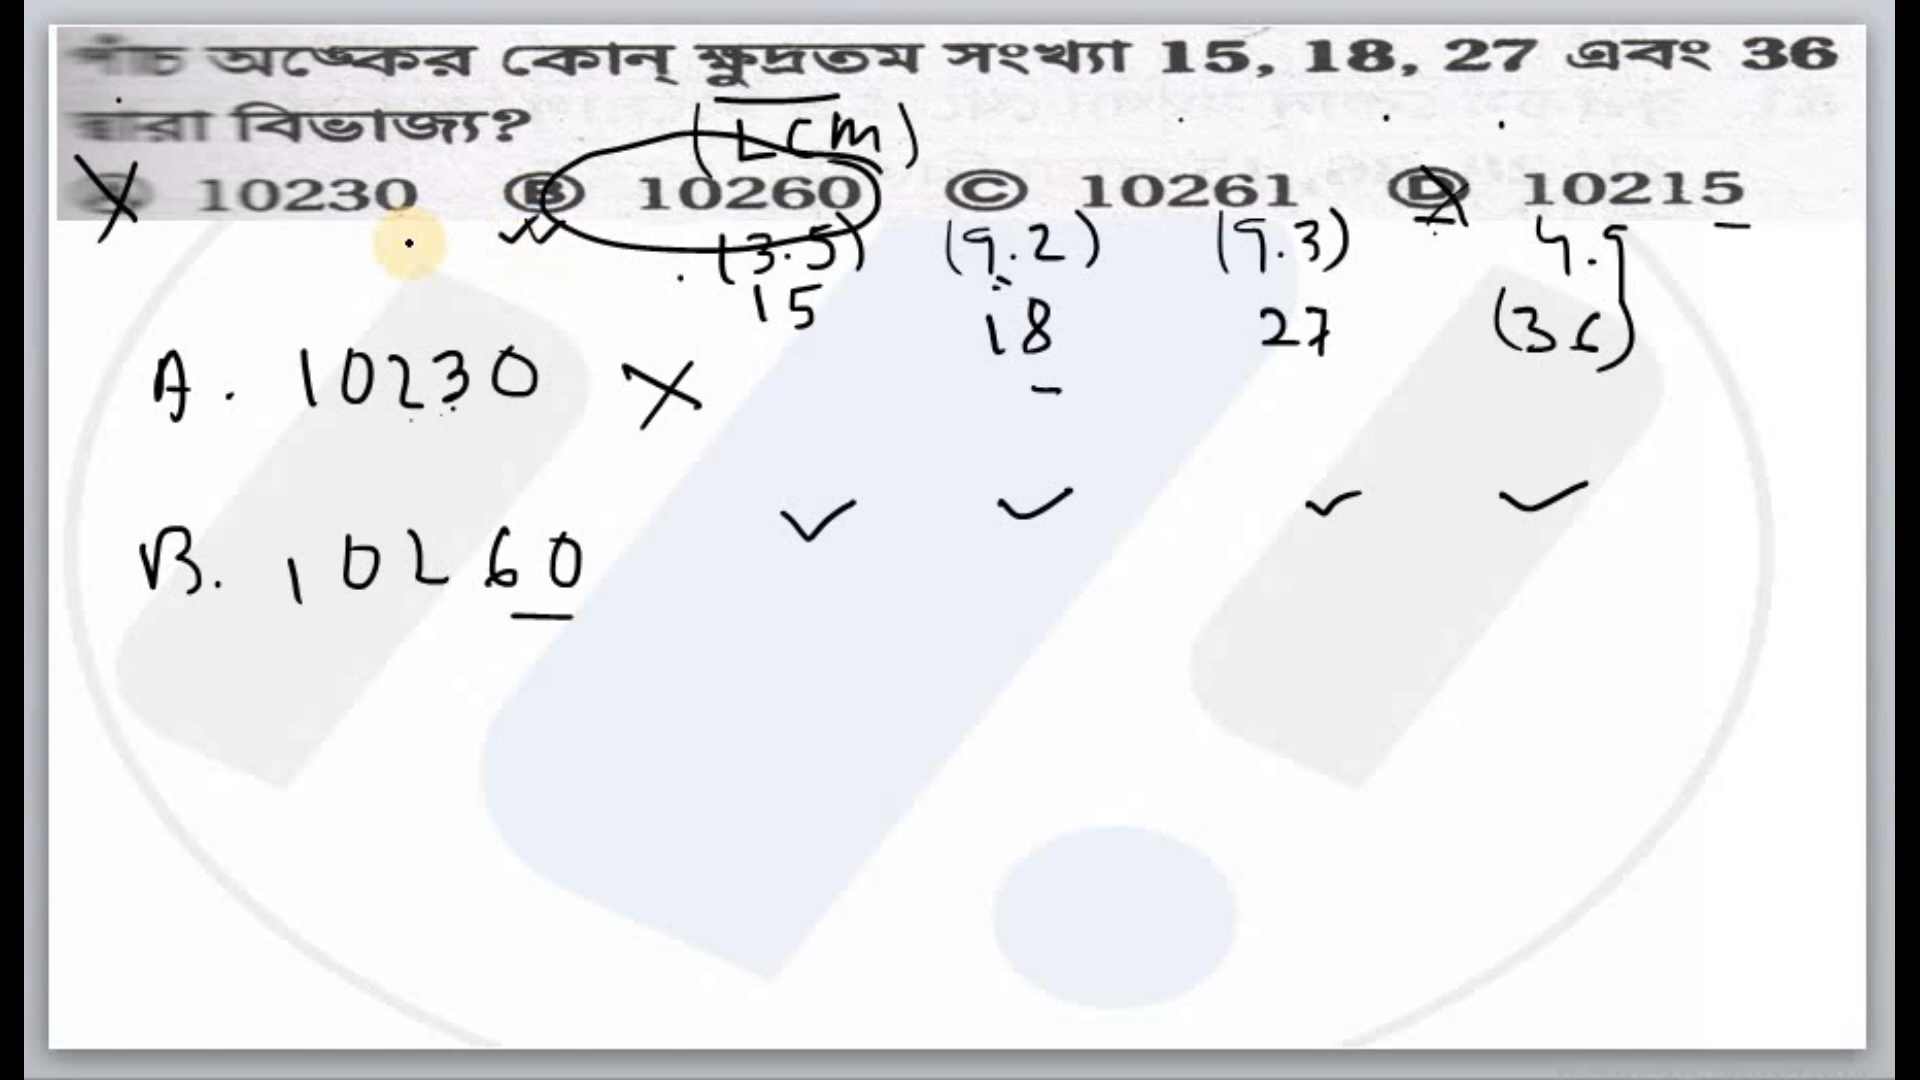 পাঁচ অঙ্কের কোন্ ক্ষুদ্রতম সংখ্যা 15, 18, 27 এবং 36
দ্বারা বিভাজ্য?
(LCM)
Ⓐ 10230 Ⓑ 10260 Ⓒ 10261 Ⓓ 10215
(3.5) (9.2) (9.3) 4.9
15 18 27 (36)
A. 10230
B. 10260